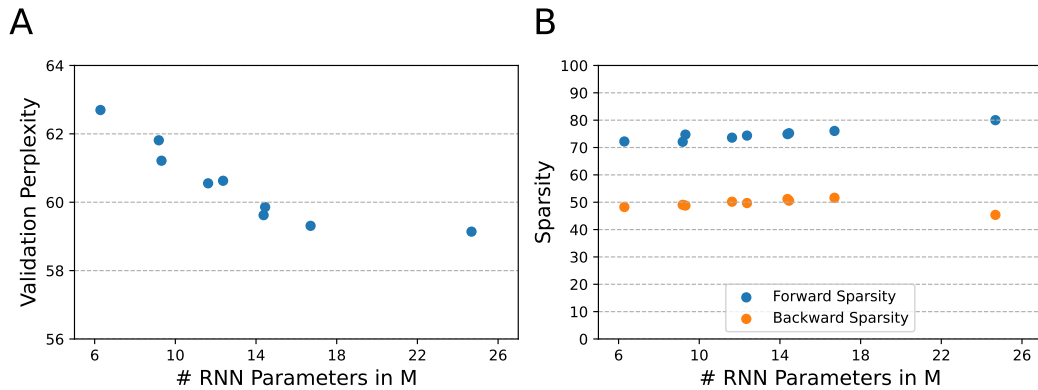 A
64
62
60
58
56
Validation Perplexity
6 10 14 18 22 26
# RNN Parameters in M
B
100
90
80
70
60
50
40
30
20
10
0
Sparsity
Forward Sparsity
Backward Sparsity
6 10 14 18 22 26
# RNN Parameters in M